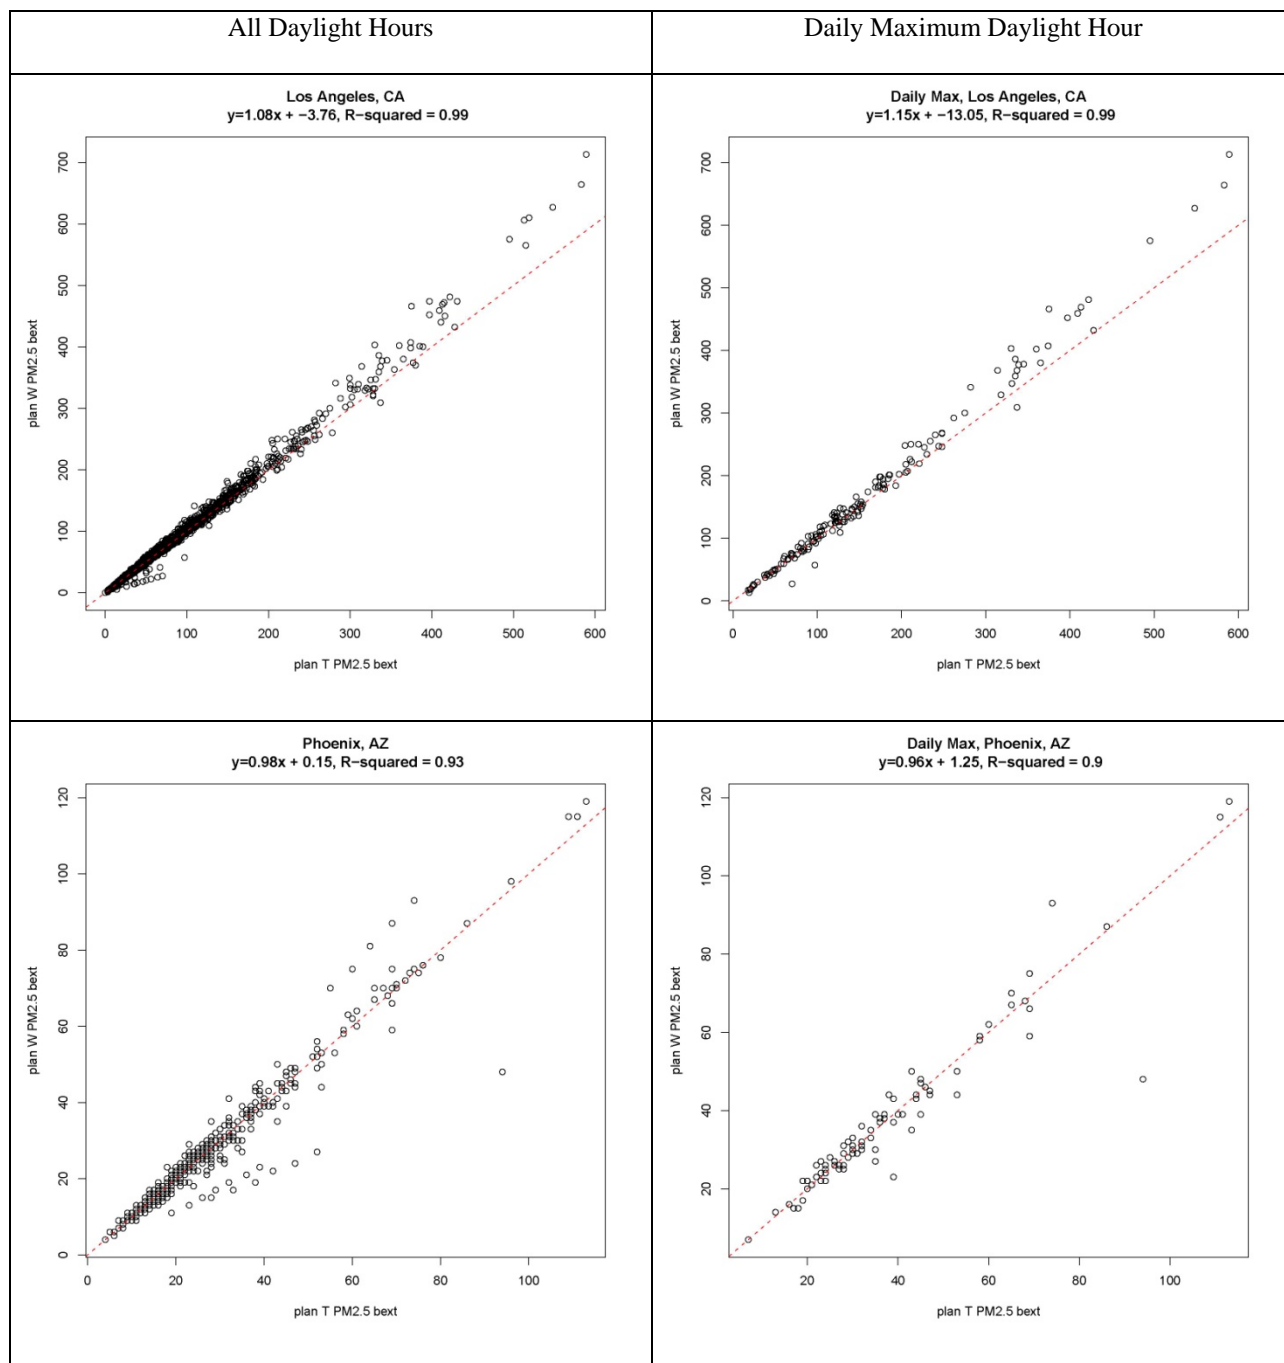 All Daylight Hours
Daily Maximum Daylight Hour
Los Angeles, CA
y=1.08x + −3.76, R−squared = 0.99
plan W PM2.5 bext
0 100 200 300 400 500 600 700
0 100 200 300 400 500 600
plan T PM2.5 bext
Daily Max, Los Angeles, CA
y=1.15x + −13.05, R−squared = 0.99
plan W PM2.5 bext
0 100 200 300 400 500 600 700
0 100 200 300 400 500 600
plan T PM2.5 bext
Phoenix, AZ
y=0.98x + 0.15, R−squared = 0.93
plan W PM2.5 bext
0 20 40 60 80 100 120
0 20 40 60 80 100
plan T PM2.5 bext
Daily Max, Phoenix, AZ
y=0.96x + 1.25, R−squared = 0.9
plan W PM2.5 bext
20 40 60 80 100 120
20 40 60 80 100
plan T PM2.5 bext